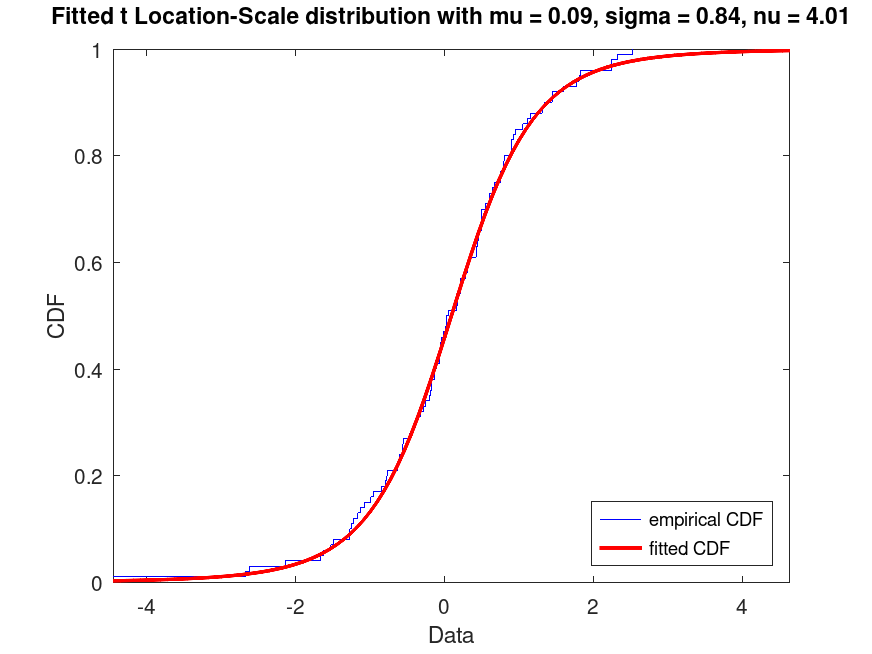 Fitted t Location-Scale distribution with mu = 0.09, sigma = 0.84, nu = 4.01
1
0.8
0.6
0.4
0.2
0
CDF
empirical CDF
fitted CDF
-4
-2
0
2
4
Data